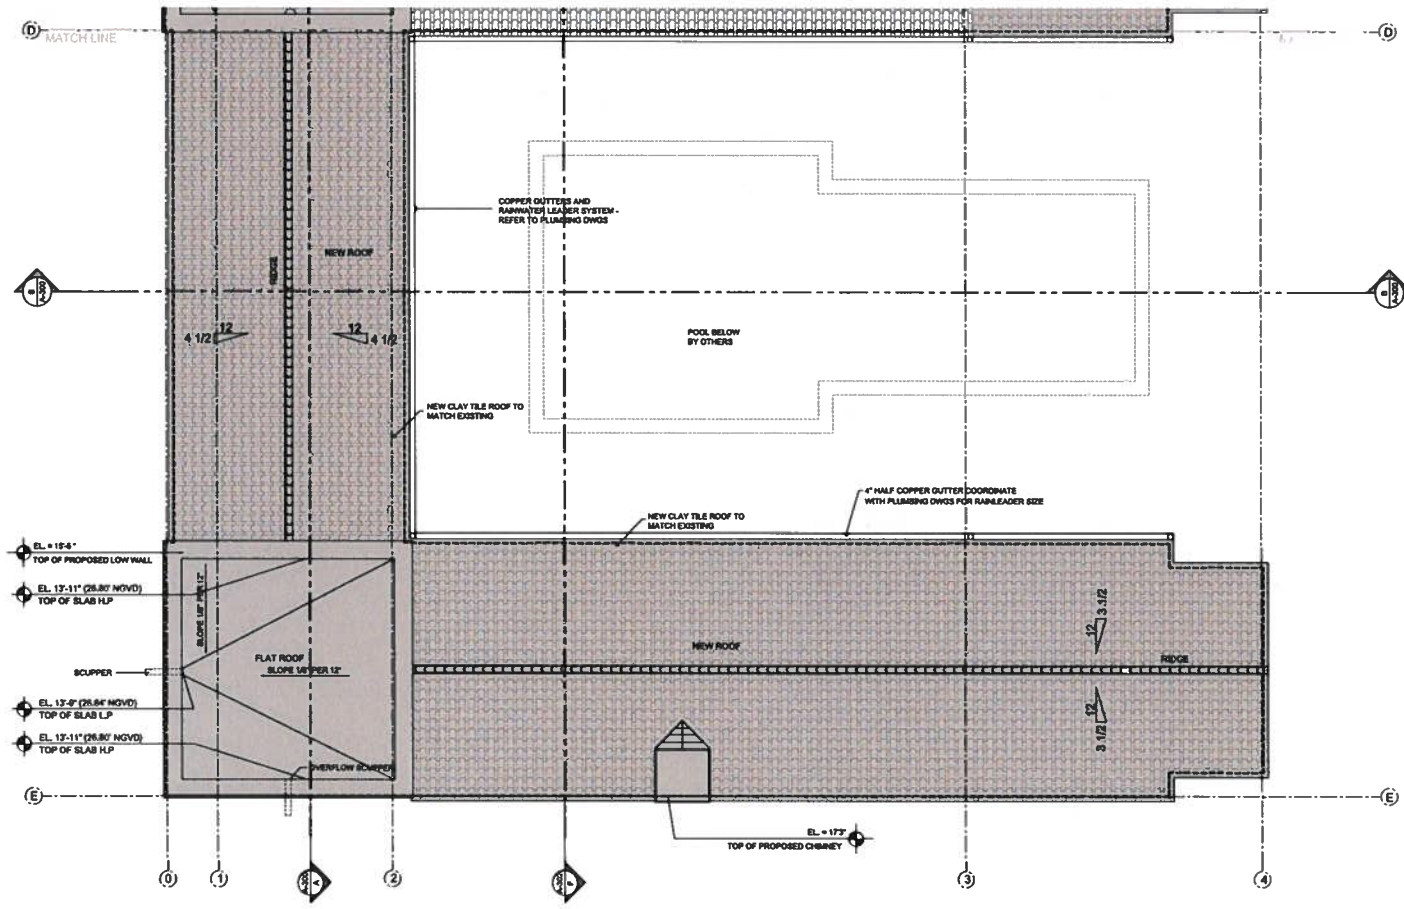 D
MATCH LINE
D
COPPER GUTTERS AND
RAINWATER LEADER SYSTEM -
REFER TO PLUMBING DWGS
NEW ROOF
RIDGE
B
A-300
B
A-300
12
4 1/2
12
4 1/2
POOL BELOW
BY OTHERS
NEW CLAY TILE ROOF TO
MATCH EXISTING
4" HALF COPPER GUTTER COORDINATE
WITH PLUMBING DWGS FOR RAINLEADER SIZE
NEW CLAY TILE ROOF TO
MATCH EXISTING
EL. = 15'-6"
TOP OF PROPOSED LOW WALL
EL. 13'-11" (26.80' NGVD)
TOP OF SLAB H.P
SLOPE 1/8" PER 12"
12
3 1/2
NEW ROOF
RIDGE
FLAT ROOF
SLOPE 1/8" PER 12"
SCUPPER
EL. 13'-9" (26.64' NGVD)
TOP OF SLAB L.P
12
3 1/2
EL. 13'-11" (26.80' NGVD)
TOP OF SLAB H.P
OVERFLOW SCUPPER
E
E
EL. = 17'3"
TOP OF PROPOSED CHIMNEY
0
1
A-300
A
2
A-300
3
4